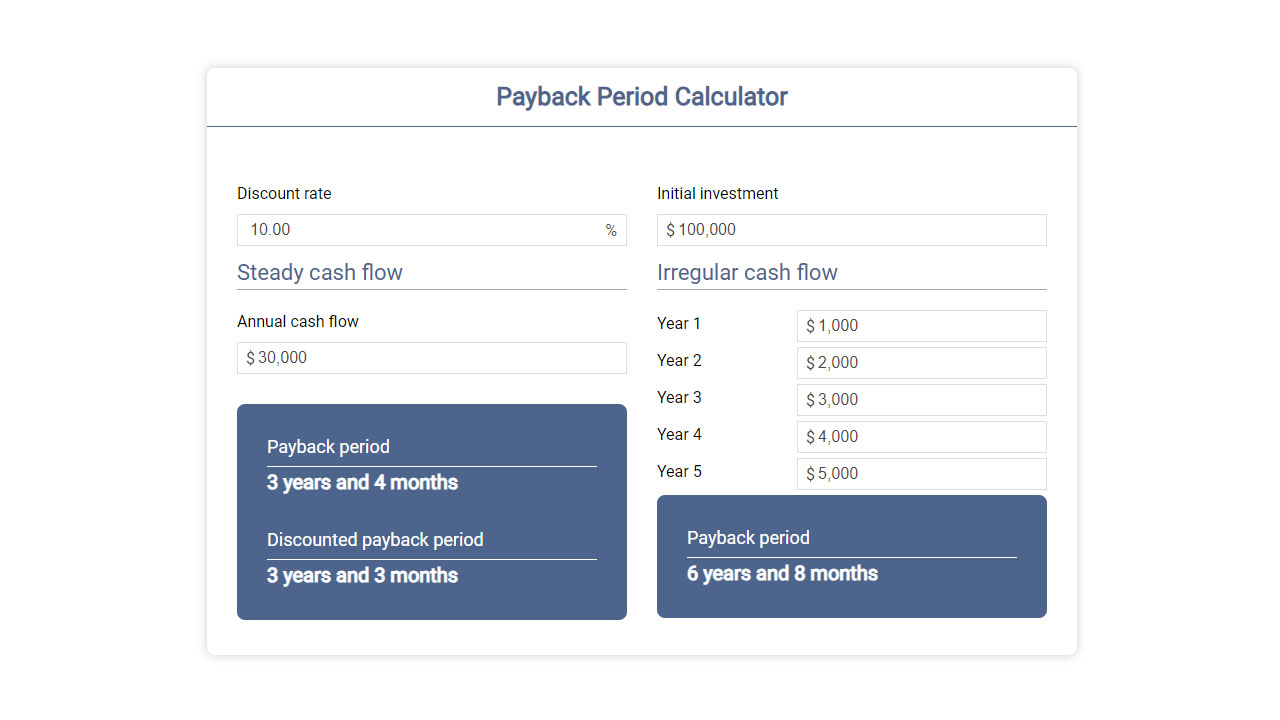 Payback Period Calculator
Discount rate
10.00 %
Steady cash flow
Annual cash flow
$ 30,000
Payback period
3 years and 4 months
Discounted payback period
3 years and 3 months
Initial investment
$ 100,000
Irregular cash flow
Year 1 $ 1,000
Year 2 $ 2,000
Year 3 $ 3,000
Year 4 $ 4,000
Year 5 $ 5,000
Payback period
6 years and 8 months